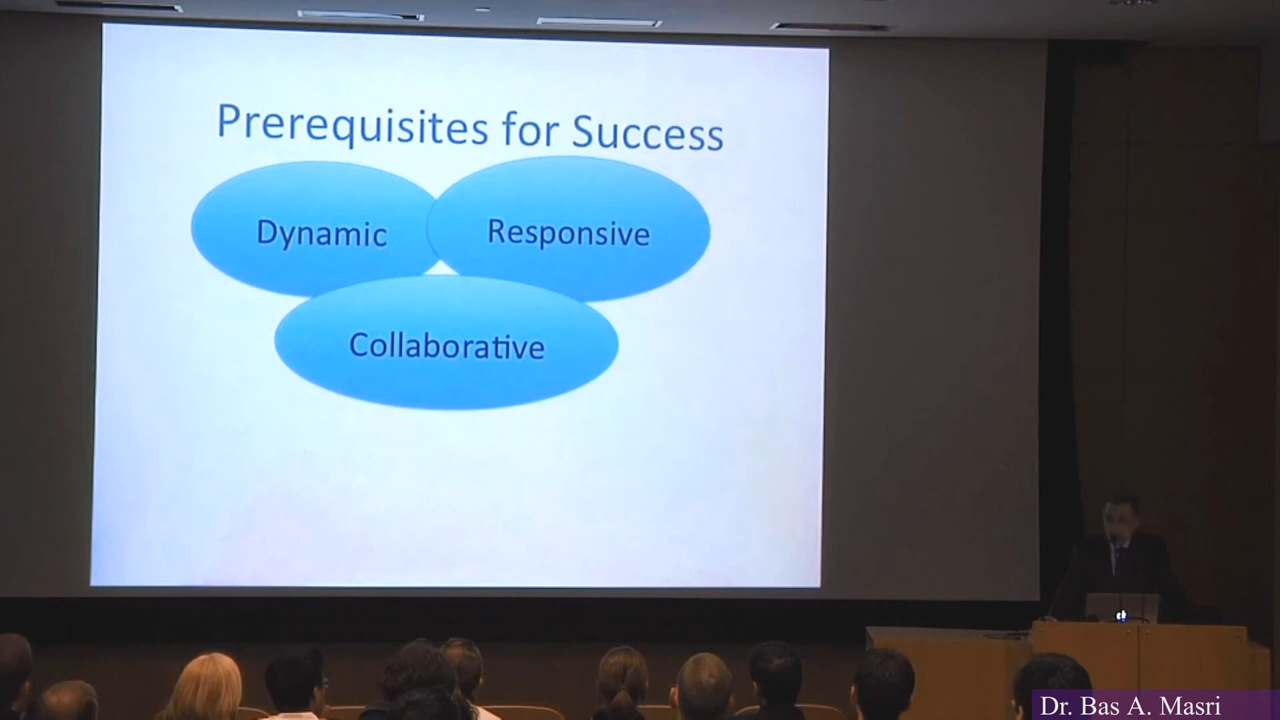 Prerequisites for Success
Dynamic
Responsive
Collaborative
Dr. Bas A. Masri